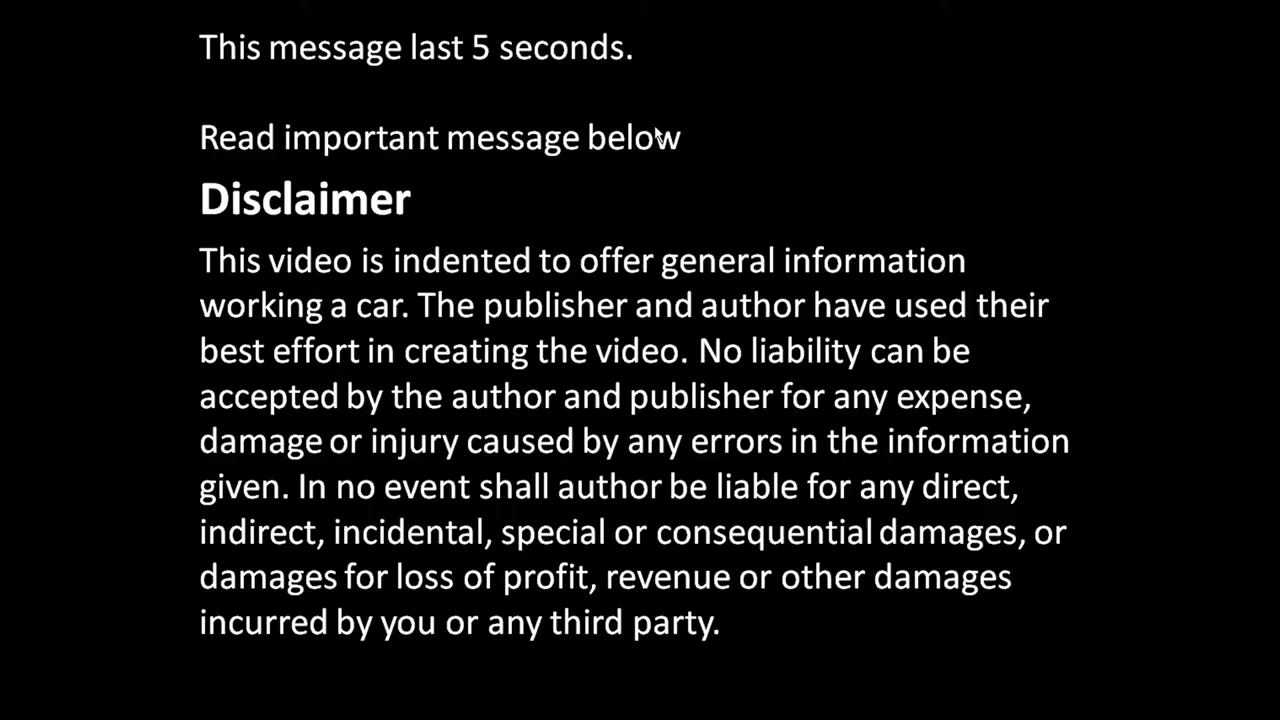 This message last 5 seconds.
Read important message below
Disclaimer
This video is indented to offer general information
working a car. The publisher and author have used their
best effort in creating the video. No liability can be
accepted by the author and publisher for any expense,
damage or injury caused by any errors in the information
given. In no event shall author be liable for any direct,
indirect, incidental, special or consequential damages, or
damages for loss of profit, revenue or other damages
incurred by you or any third party.